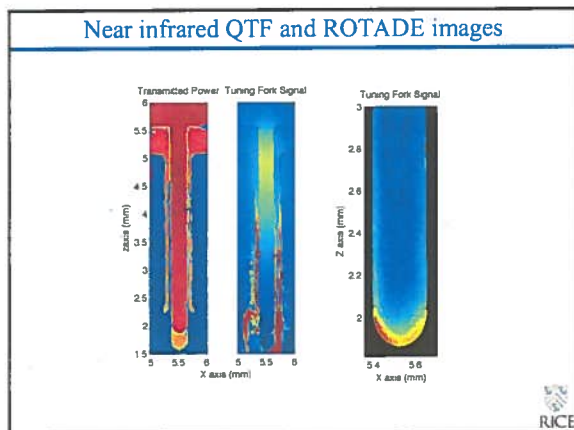 Near infrared QTF and ROTADE images
Transmitted Power
Tuning Fork Signal
Tuning Fork Signal
6
5.5
5
4.5
4
3.5
3
2.5
2
1.5
zaxis (mm)
5 5.5 6
5 5.5 6
X axis (mm)
3
2.8
2.6
2.4
2.2
2
Z axis (mm)
5.4 5.6
X axis (mm)
RICE